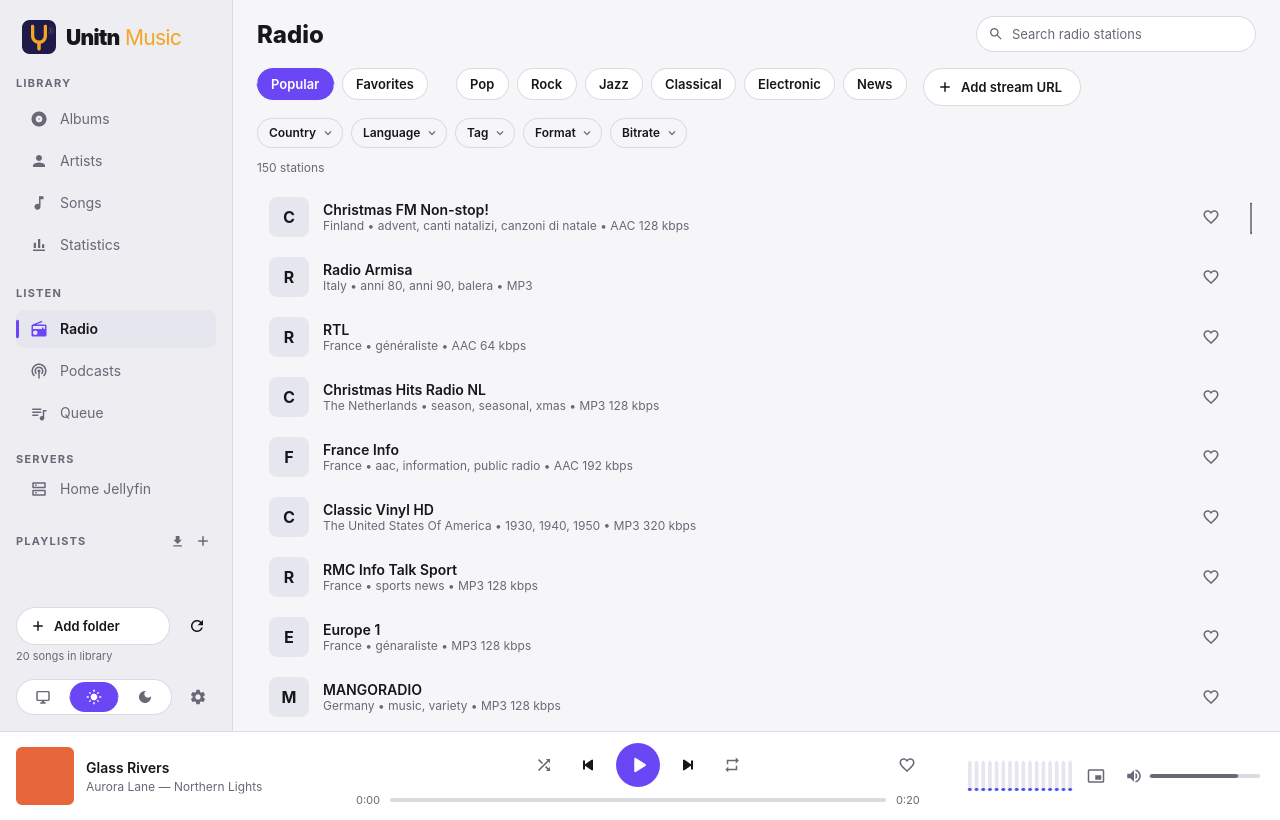 Unitn Music
LIBRARY
Albums
Artists
Songs
Statistics
LISTEN
Radio
Podcasts
Queue
SERVERS
Home Jellyfin
PLAYLISTS
Add folder
20 songs in library
Radio
Search radio stations
Popular Favorites Pop Rock Jazz Classical Electronic News Add stream URL
Country Language Tag Format Bitrate
150 stations
C
Christmas FM Non-stop!
Finland • advent, canti natalizi, canzoni di natale • AAC 128 kbps
R
Radio Armisa
Italy • anni 80, anni 90, balera • MP3
R
RTL
France • généraliste • AAC 64 kbps
C
Christmas Hits Radio NL
The Netherlands • season, seasonal, xmas • MP3 128 kbps
F
France Info
France • aac, information, public radio • AAC 192 kbps
C
Classic Vinyl HD
The United States Of America • 1930, 1940, 1950 • MP3 320 kbps
R
RMC Info Talk Sport
France • sports news • MP3 128 kbps
E
Europe 1
France • génaraliste • MP3 128 kbps
M
MANGORADIO
Germany • music, variety • MP3 128 kbps
Glass Rivers
Aurora Lane — Northern Lights
0:00 0:20